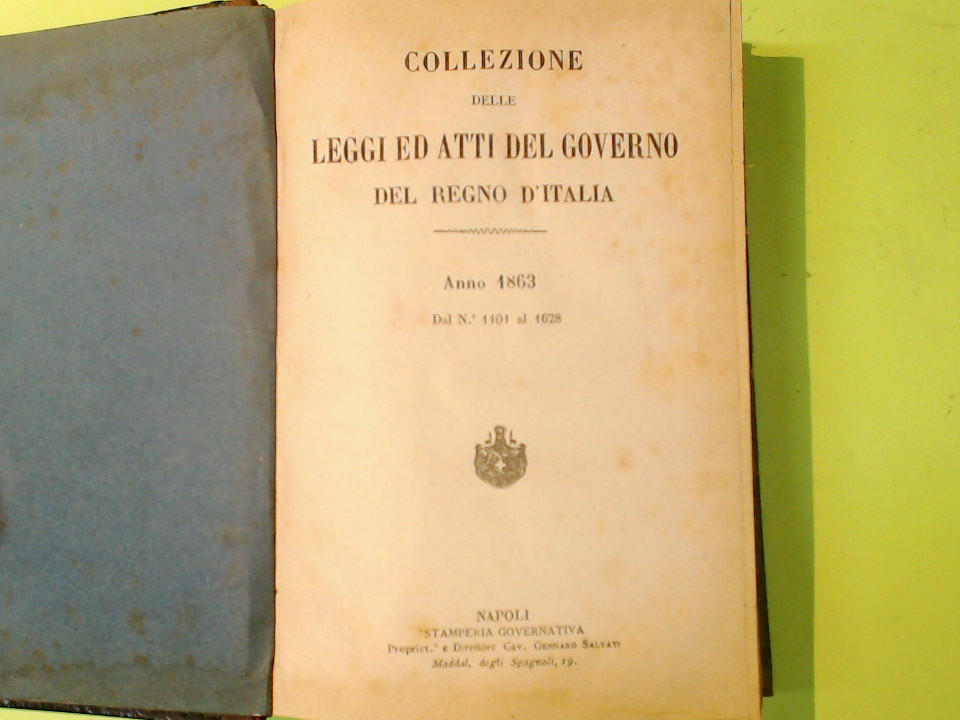 COLLEZIONE
DELLE
LEGGI ED ATTI DEL GOVERNO
DEL REGNO D'ITALIA
Anno 1863
Dal N.° 1101 al 1628
NAPOLI
STAMPERIA GOVERNATIVA
Propriet.° e Direttore Cav. Gennaro Salvati
Maddal. degli Spagnoli, 19.